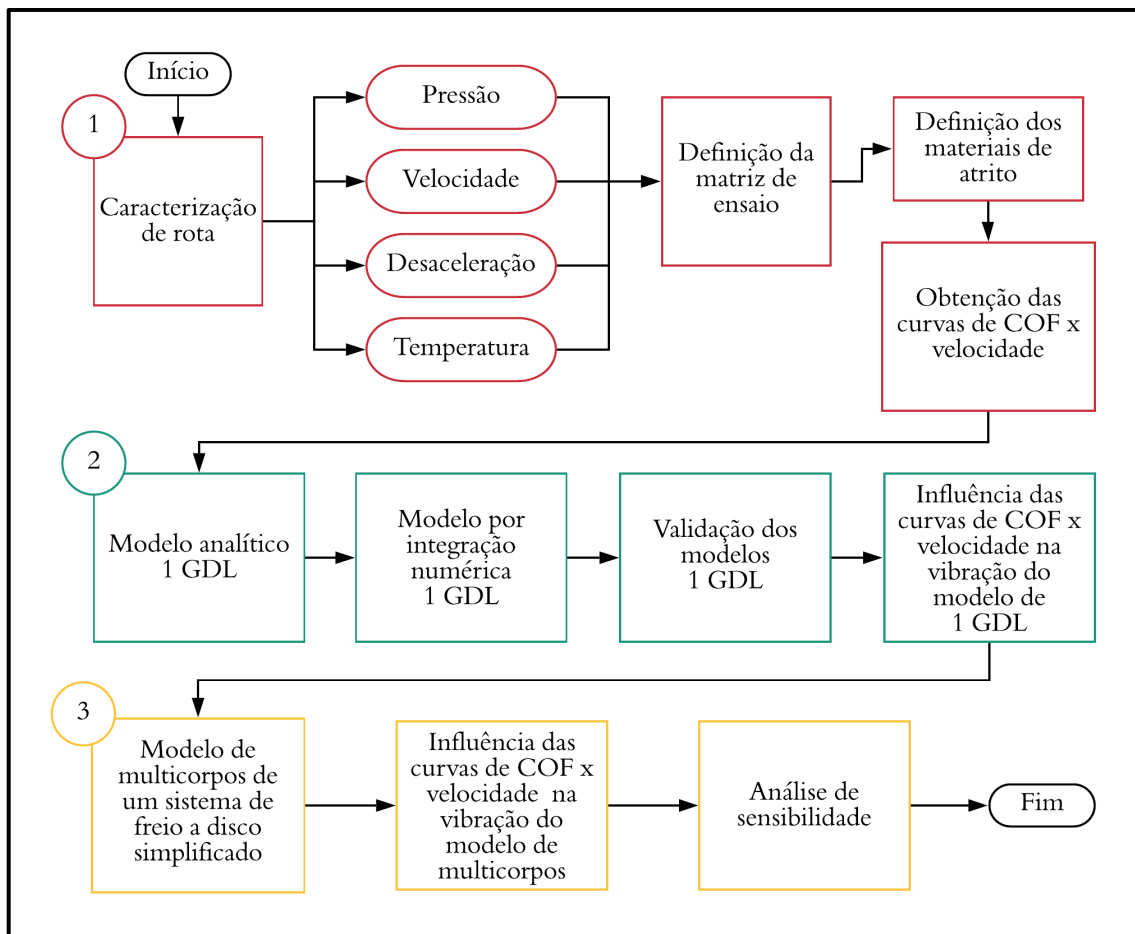 Início
1
Caracterização
de rota
Pressão
Velocidade
Desaceleração
Temperatura
Definição da
matriz de
ensaio
Definição dos
materiais de
atrito
Obtenção das
curvas de COF x
velocidade
2
Modelo analítico
1 GDL
Modelo por
integração
numérica
1 GDL
Validação dos
modelos
1 GDL
Influência das
curvas de COF x
velocidade na
vibração do
modelo de
1 GDL
3
Modelo de
multicorpos de
um sistema de
freio a disco
simplificado
Influência das
curvas de COF x
velocidade na
vibração do
modelo de
multicorpos
Análise de
sensibilidade
Fim